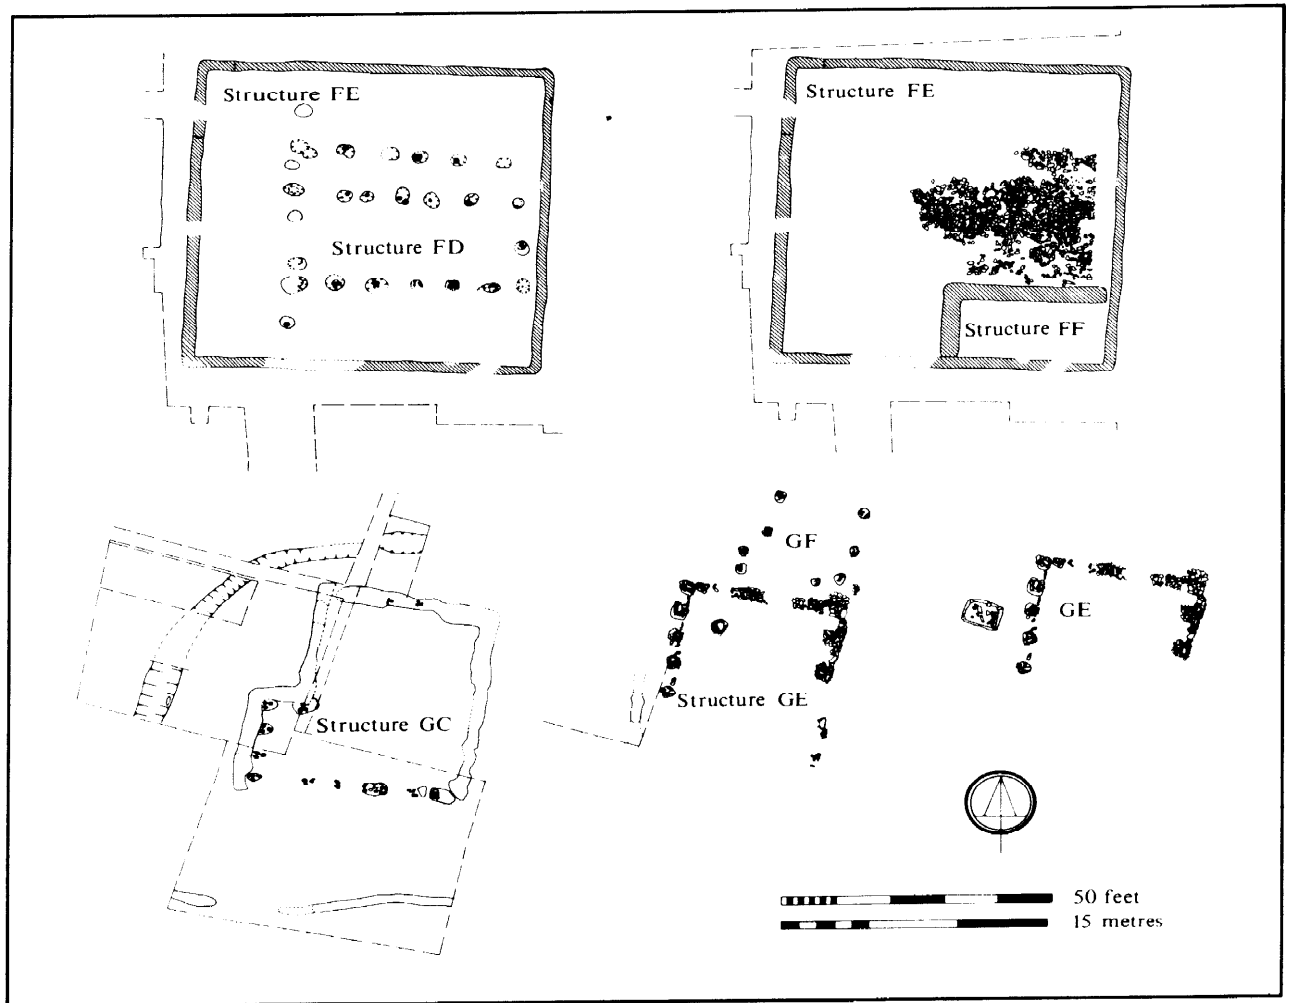 Structure FE
Structure FD
Structure FE
Structure FF
Structure GC
GF
Structure GE
GE
50 feet
15 metres